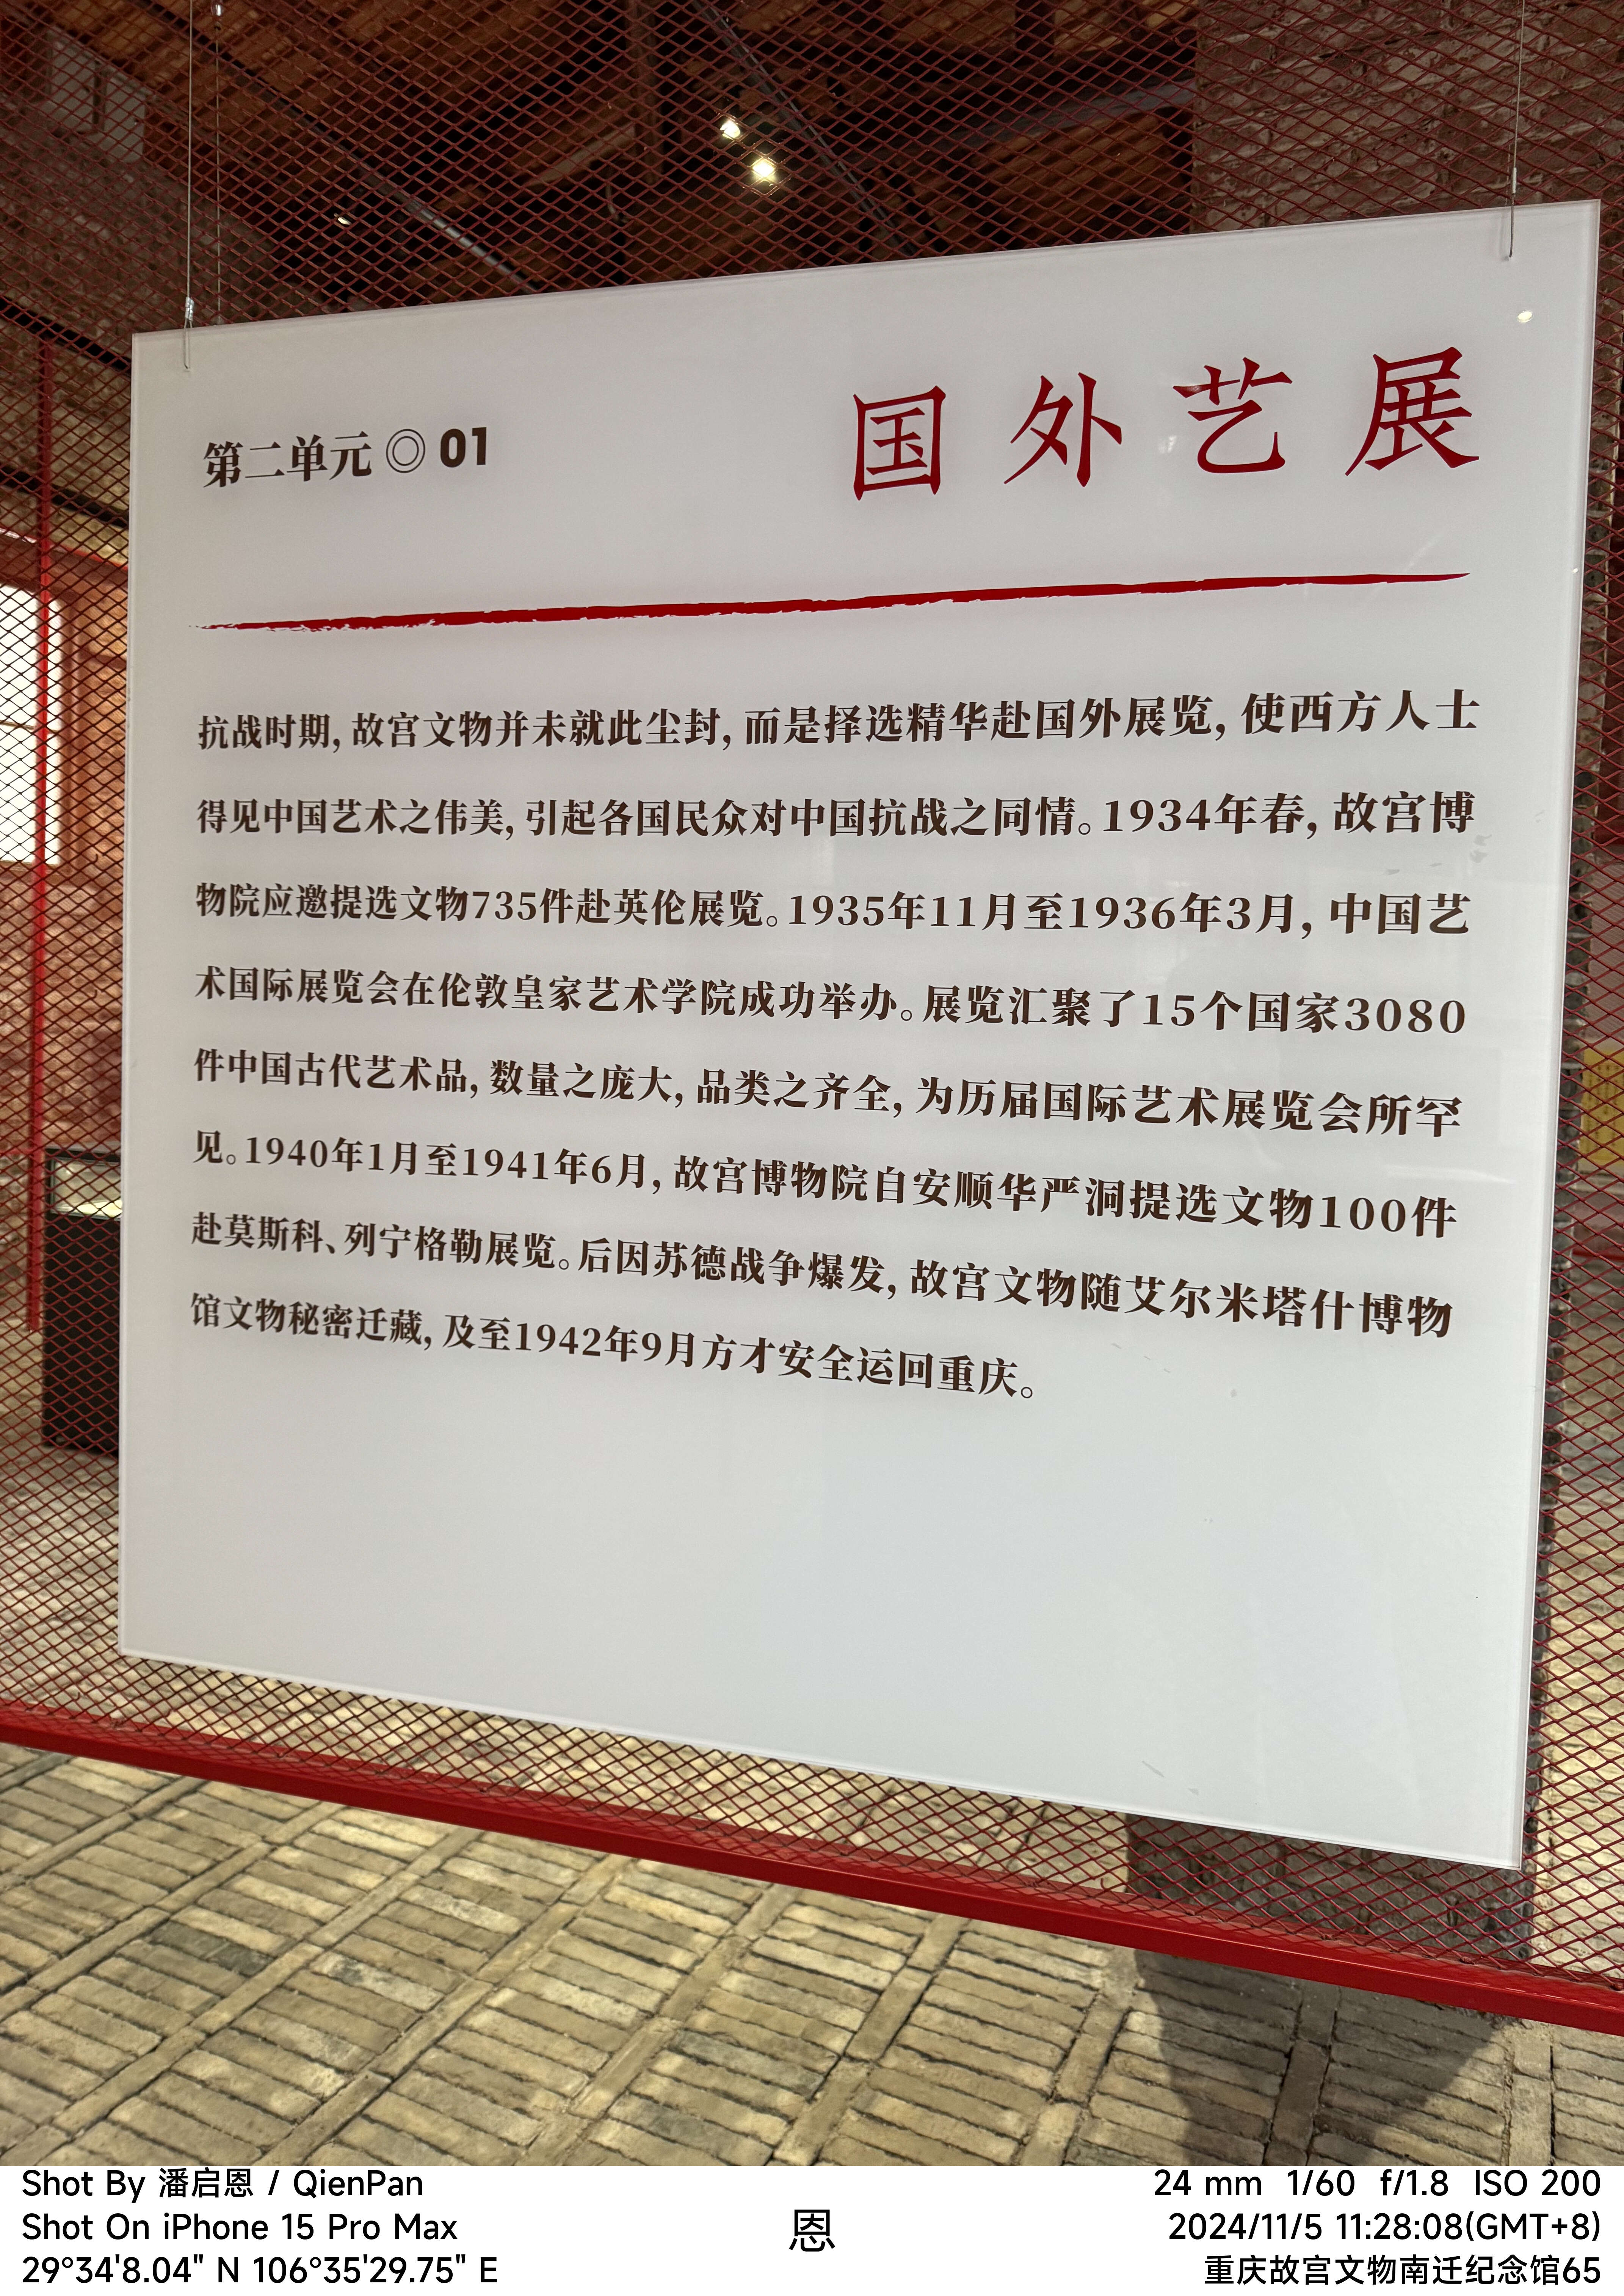 第二单元 ◎ 01
国外艺展
抗战时期，故宫文物并未就此尘封，而是择选精华赴国外展览，使西方人士
得见中国艺术之伟美，引起各国民众对中国抗战之同情。1934年春，故宫博
物院应邀提选文物735件赴英伦展览。1935年11月至1936年3月，中国艺
术国际展览会在伦敦皇家艺术学院成功举办。展览汇聚了15个国家3080
件中国古代艺术品，数量之庞大，品类之齐全，为历届国际艺术展览会所罕
见。1940年1月至1941年6月，故宫博物院自安顺华严洞提选文物100件
赴莫斯科、列宁格勒展览。后因苏德战争爆发，故宫文物随艾尔米塔什博物
馆文物秘密迁藏，及至1942年9月方才安全运回重庆。
Shot By 潘启恩 / QienPan
Shot On iPhone 15 Pro Max
29°34'8.04" N 106°35'29.75" E
恩
24 mm 1/60 f/1.8 ISO 200
2024/11/5 11:28:08(GMT+8)
重庆故宫文物南迁纪念馆65